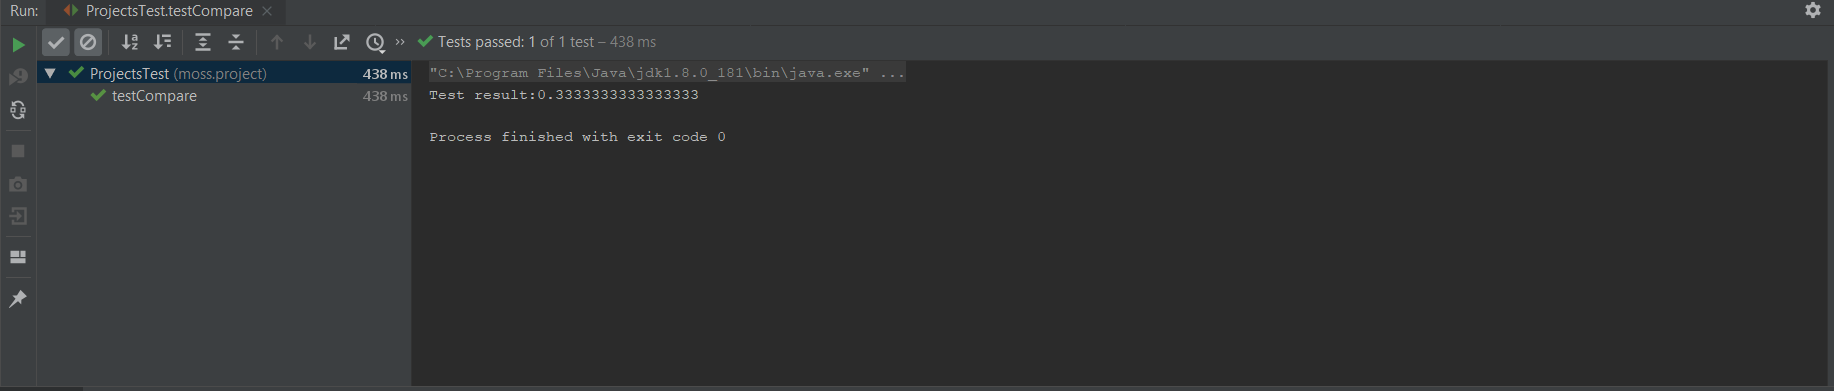 Run: ProjectsTest.testCompare
Tests passed: 1 of 1 test – 438 ms
ProjectsTest (moss.project) 438 ms
"C:\Program Files\Java\jdk1.8.0_181\bin\java.exe" ...
testCompare 438 ms
Test result:0.3333333333333333
Process finished with exit code 0